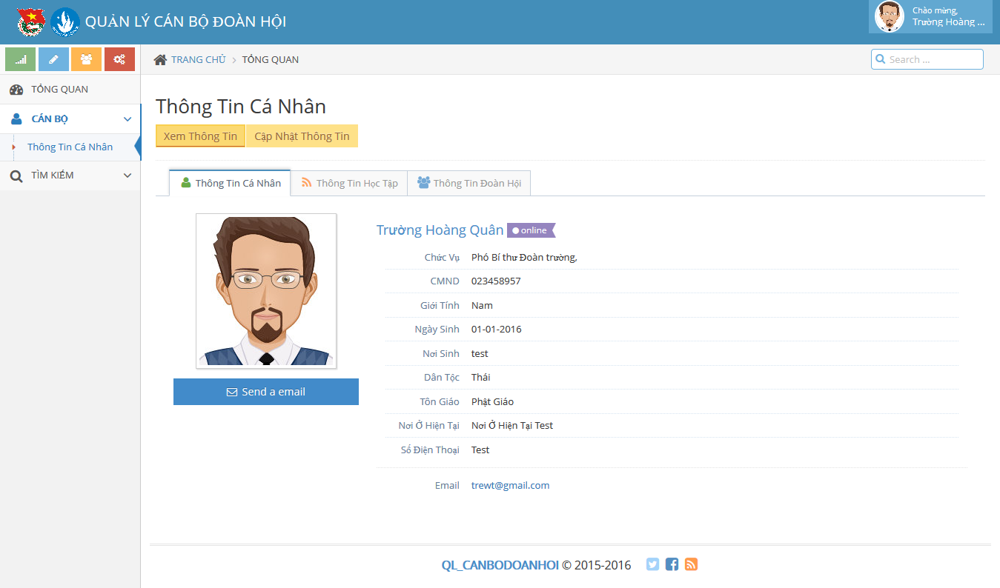 QUẢN LÝ CÁN BỘ ĐOÀN HỘI
Chào mừng,
Trường Hoàng ...
TRANG CHỦ > TỔNG QUAN
Search ...
TỔNG QUAN
CÁN BỘ
Thông Tin Cá Nhân
TÌM KIẾM
Thông Tin Cá Nhân
Xem Thông Tin
Cập Nhật Thông Tin
Thông Tin Cá Nhân
Thông Tin Học Tập
Thông Tin Đoàn Hội
Send a email
Trường Hoàng Quân online
Chức Vụ Phó Bí thư Đoàn trường,
CMND 023458957
Giới Tính Nam
Ngày Sinh 01-01-2016
Nơi Sinh test
Dân Tộc Thái
Tôn Giáo Phật Giáo
Nơi Ở Hiện Tại Nơi Ở Hiện Tại Test
Số Điện Thoại Test
Email trewt@gmail.com
QL_CANBODOANHOI © 2015-2016